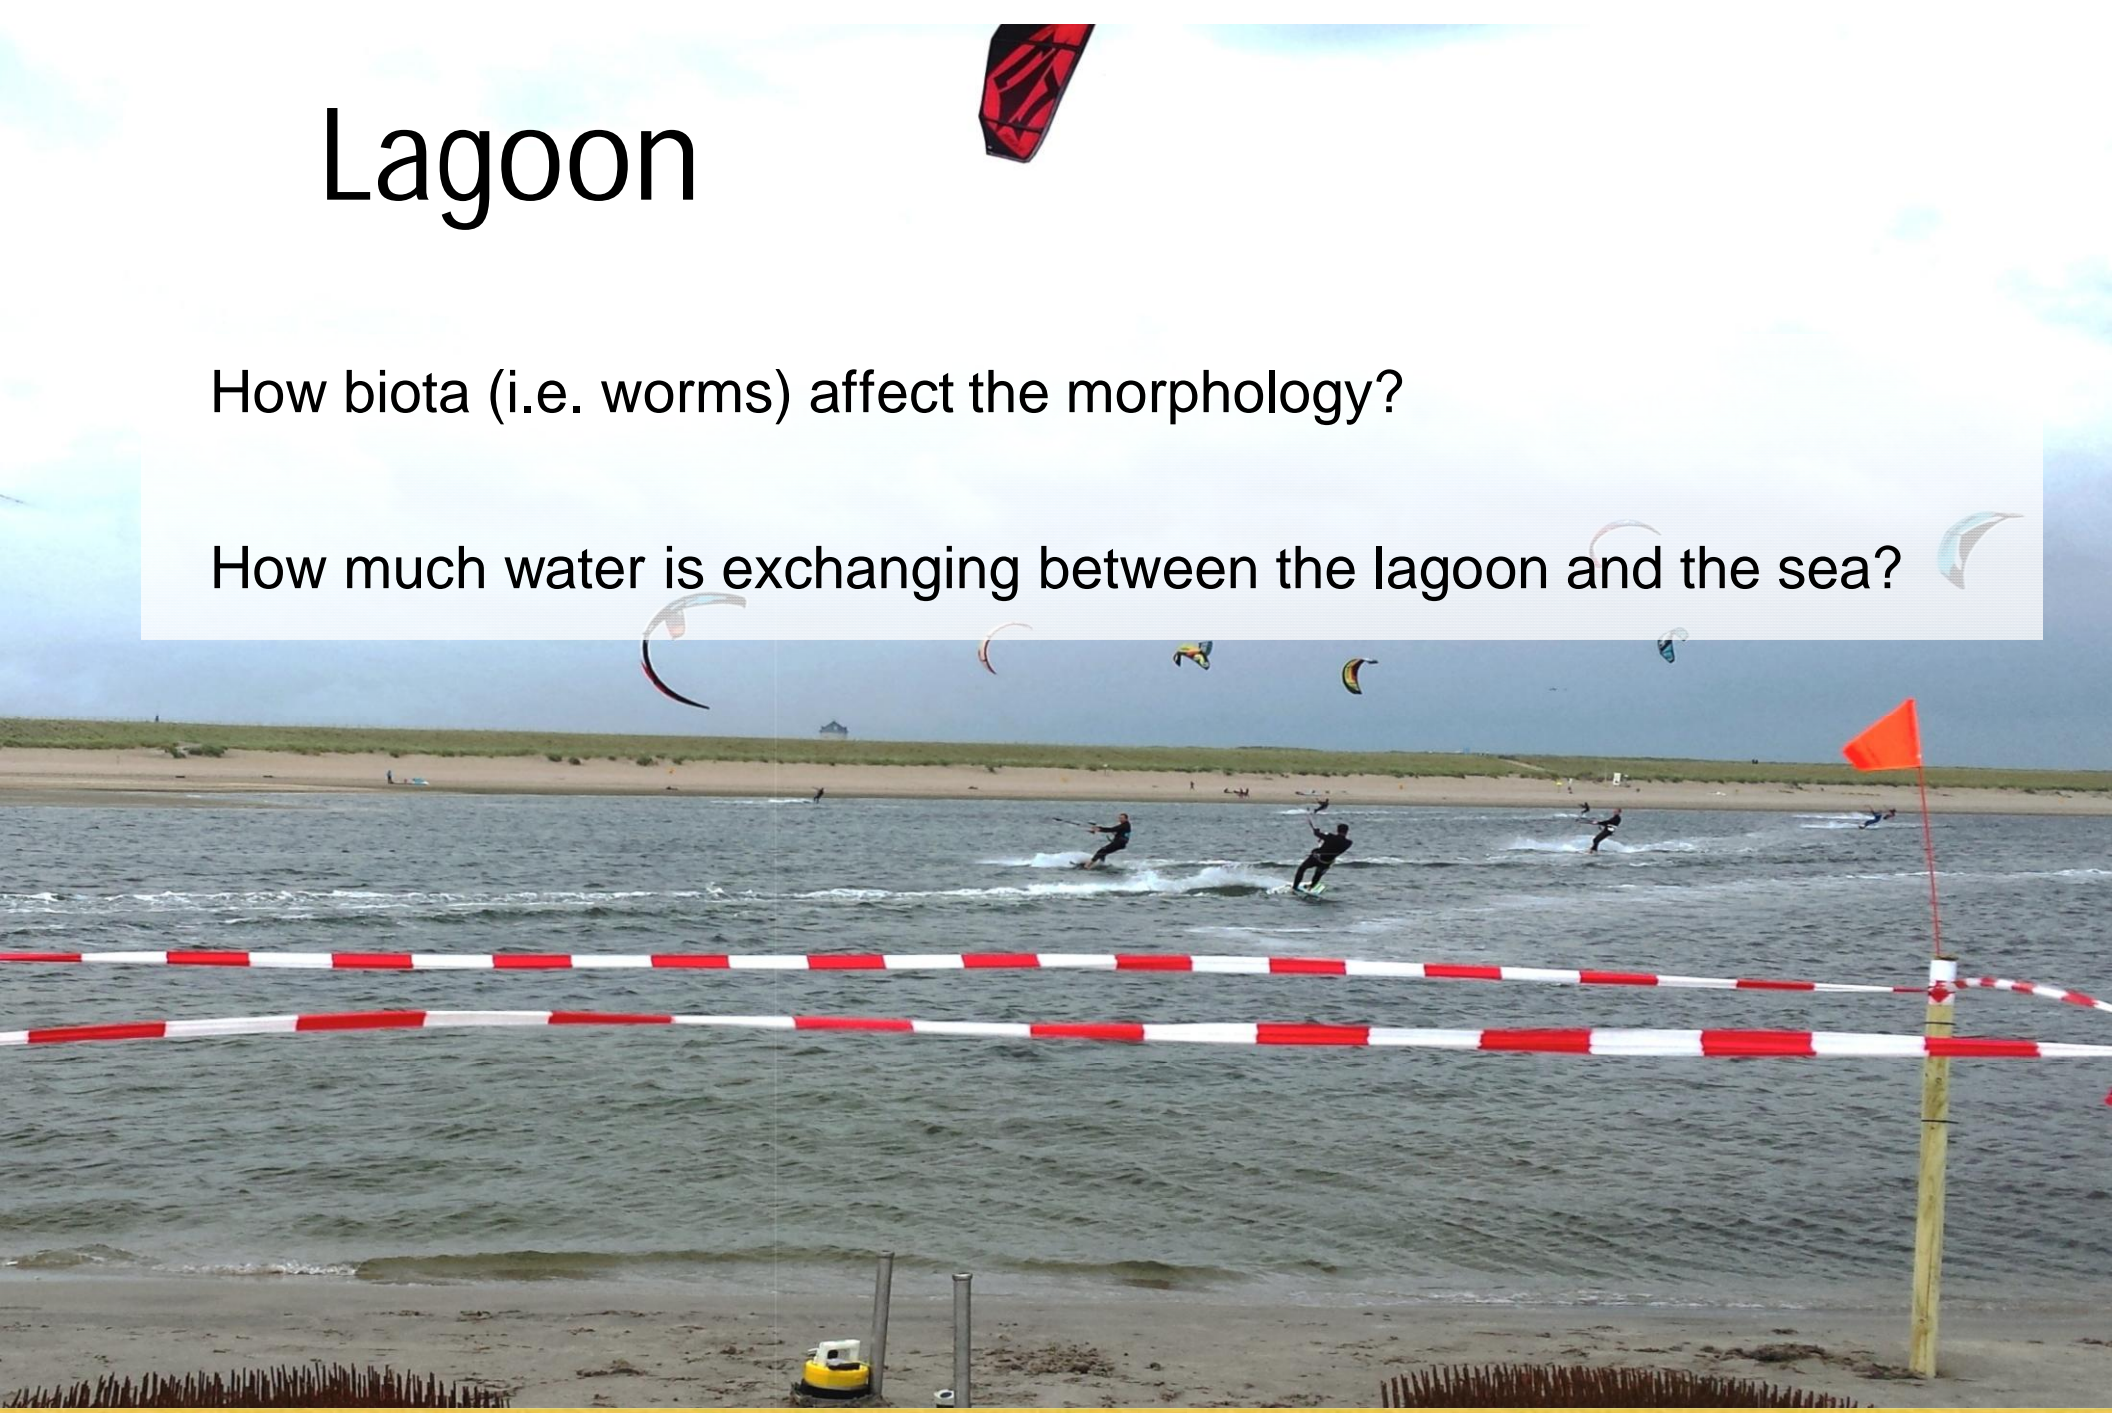 Lagoon
How biota (i.e. worms) affect the morphology?
How much water is exchanging between the lagoon and the sea?